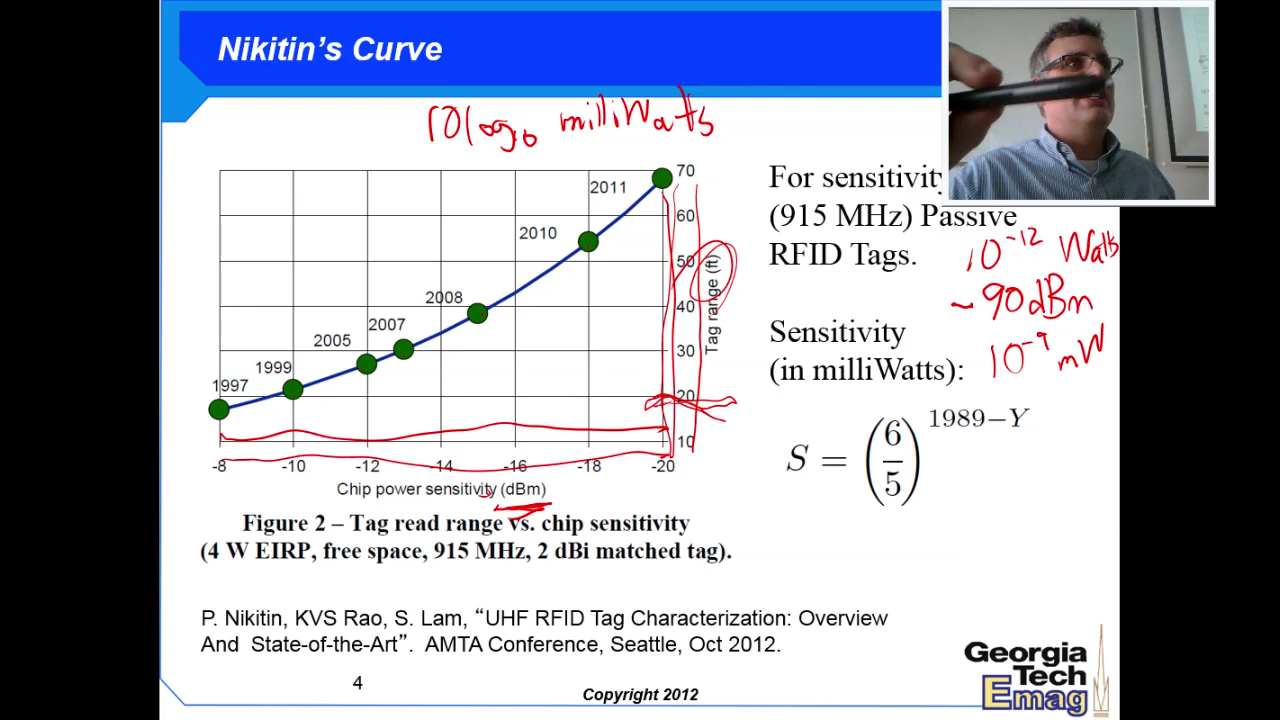 Nikitin's Curve
10log10 milliWatts
70
60
50
40
30
20
10
Tag range (ft)
1997
1999
2005
2007
2008
2010
2011
-8 -10 -12 -14 -16 -18 -20
Chip power sensitivity (dBm)
Figure 2 – Tag read range vs. chip sensitivity
(4 W EIRP, free space, 915 MHz, 2 dBi matched tag).
For sensitivity
(915 MHz) Passive
RFID Tags.
10⁻¹² Watts
-90dBm
10⁻⁹ mW
Sensitivity
(in milliWatts):
S = (6/5)^1989−Y
P. Nikitin, KVS Rao, S. Lam, “UHF RFID Tag Characterization: Overview
And State-of-the-Art”. AMTA Conference, Seattle, Oct 2012.
4
Copyright 2012
Georgia
Tech
Emag